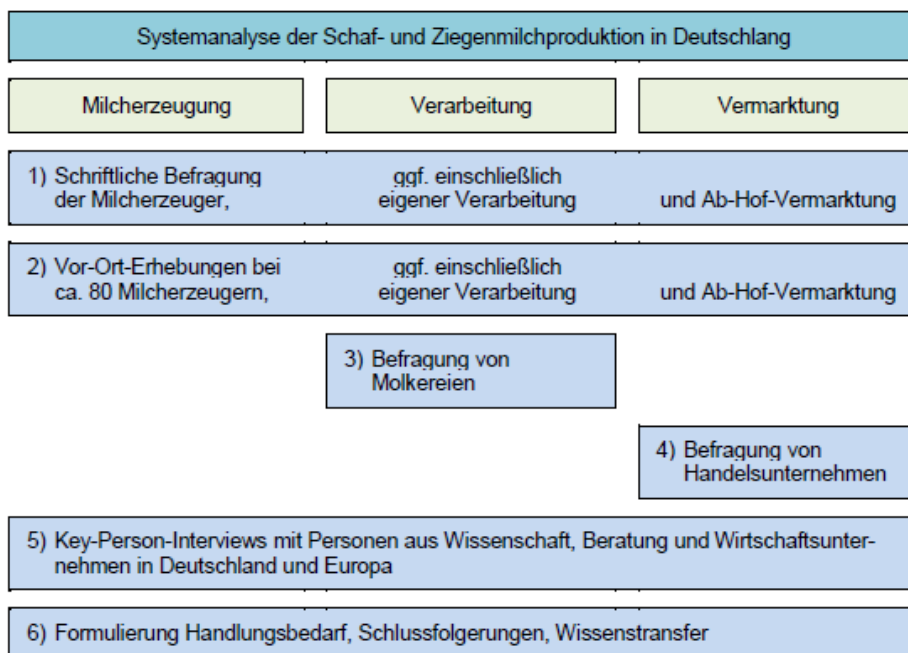 Systemanalyse der Schaf- und Ziegenmilchproduktion in Deutschlang
Milcherzeugung
Verarbeitung
Vermarktung
1) Schriftliche Befragung ggf. einschließlich
der Milcherzeuger, eigener Verarbeitung und Ab-Hof-Vermarktung
2) Vor-Ort-Erhebungen bei ggf. einschließlich
ca. 80 Milcherzeugern, eigener Verarbeitung und Ab-Hof-Vermarktung
3) Befragung von
Molkereien
4) Befragung von
Handelsunternehmen
5) Key-Person-Interviews mit Personen aus Wissenschaft, Beratung und Wirtschaftsunter-
nehmen in Deutschland und Europa
6) Formulierung Handlungsbedarf, Schlussfolgerungen, Wissenstransfer